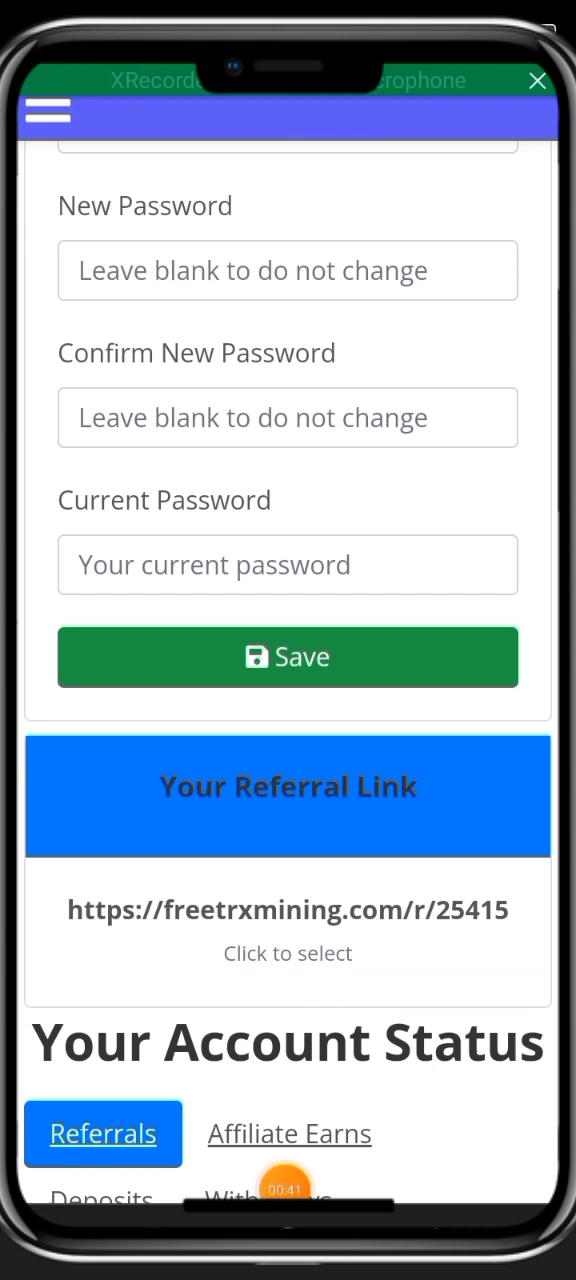 New Password
Leave blank to do not change
Confirm New Password
Leave blank to do not change
Current Password
Your current password
Save
Your Referral Link
https://freetrxmining.com/r/25415
Click to select
Your Account Status
Referrals
Affiliate Earns
Deposits
00:41